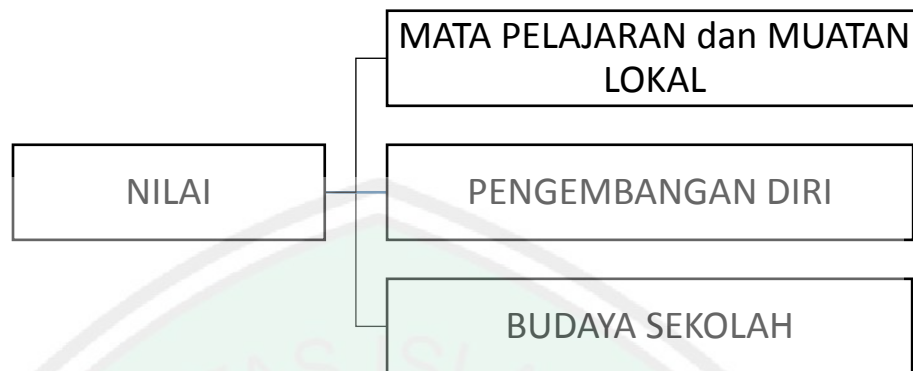 MATA PELAJARAN dan MUATAN
LOKAL
NILAI
PENGEMBANGAN DIRI
BUDAYA SEKOLAH